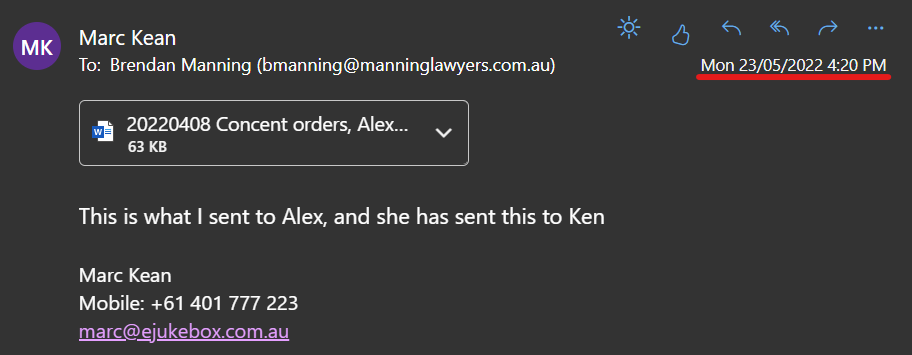 MK
Marc Kean
To: Brendan Manning (bmanning@manninglawyers.com.au)
Mon 23/05/2022 4:20 PM
20220408 Concent orders, Alex...
63 KB
This is what I sent to Alex, and she has sent this to Ken
Marc Kean
Mobile: +61 401 777 223
marc@ejukebox.com.au